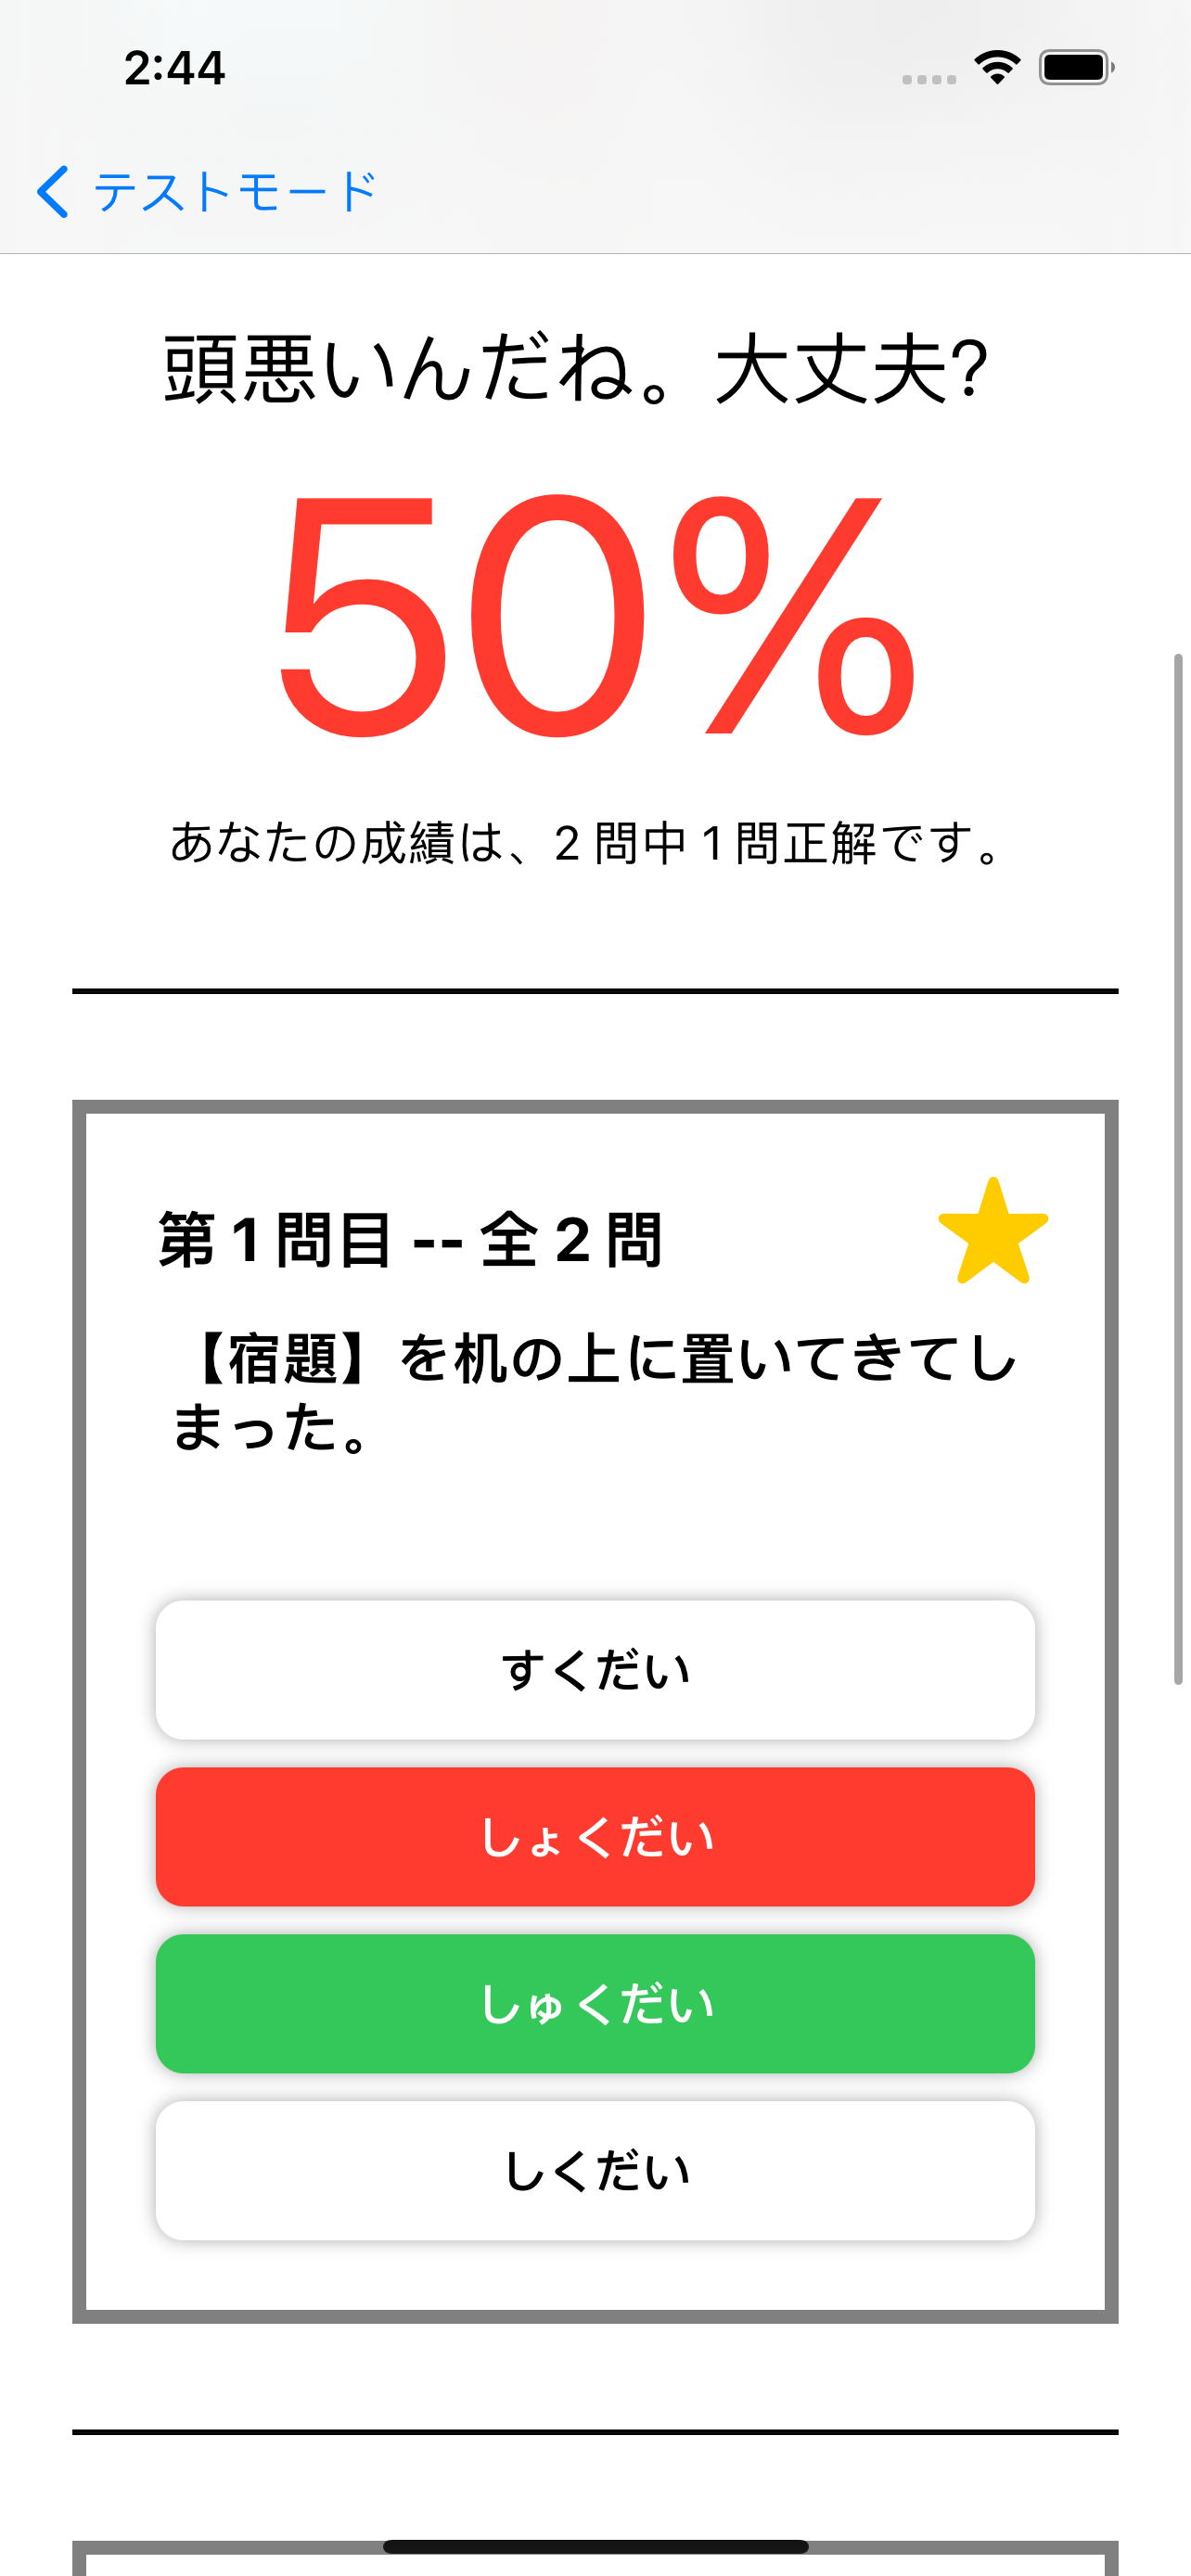 2:44
テストモード
頭悪いんだね。大丈夫?
50%
あなたの成績は、2 問中 1 問正解です。
第 1 問目 -- 全 2 問
【宿題】を机の上に置いてきてし
まった。
すくだい
しょくだい
しゅくだい
しくだい